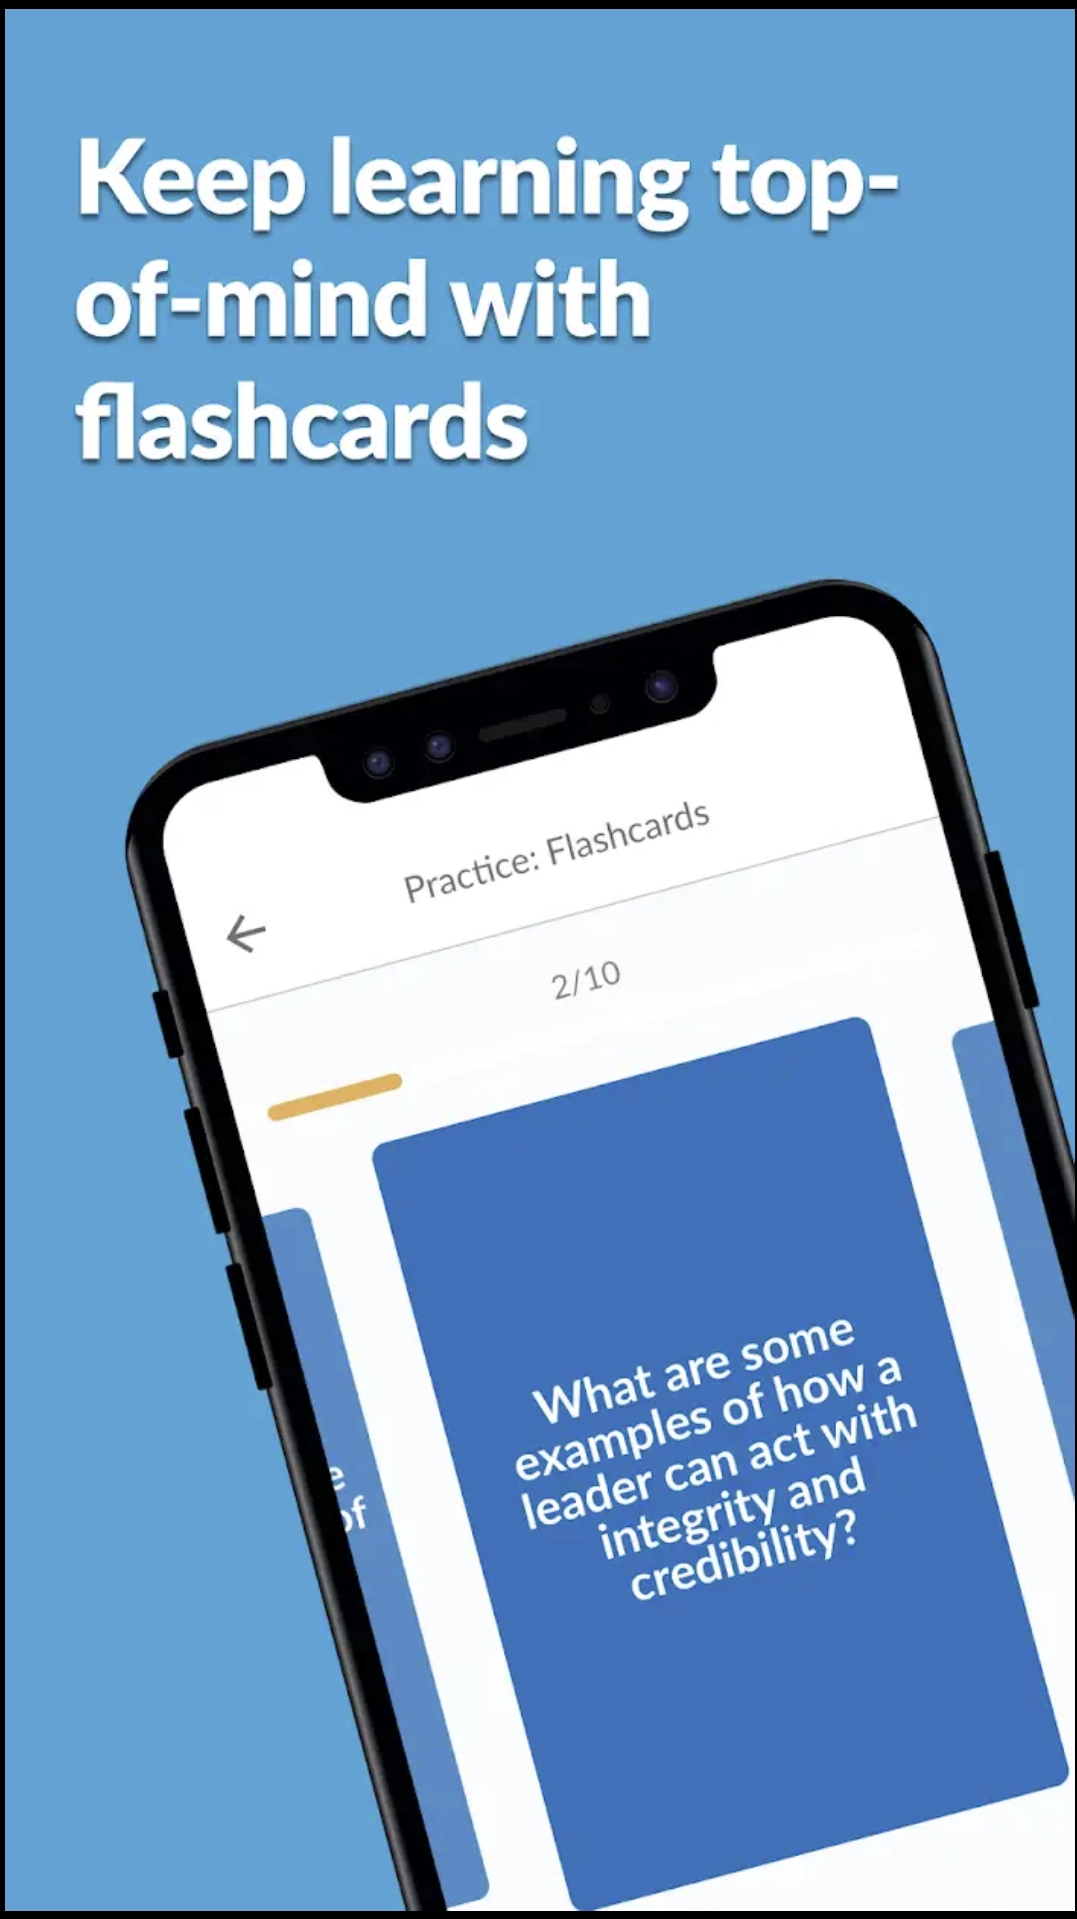 Keep learning top-
of-mind with
flashcards
Practice: Flashcards
2/10
What are some
examples of how a
leader can act with
integrity and
credibility?
e
of